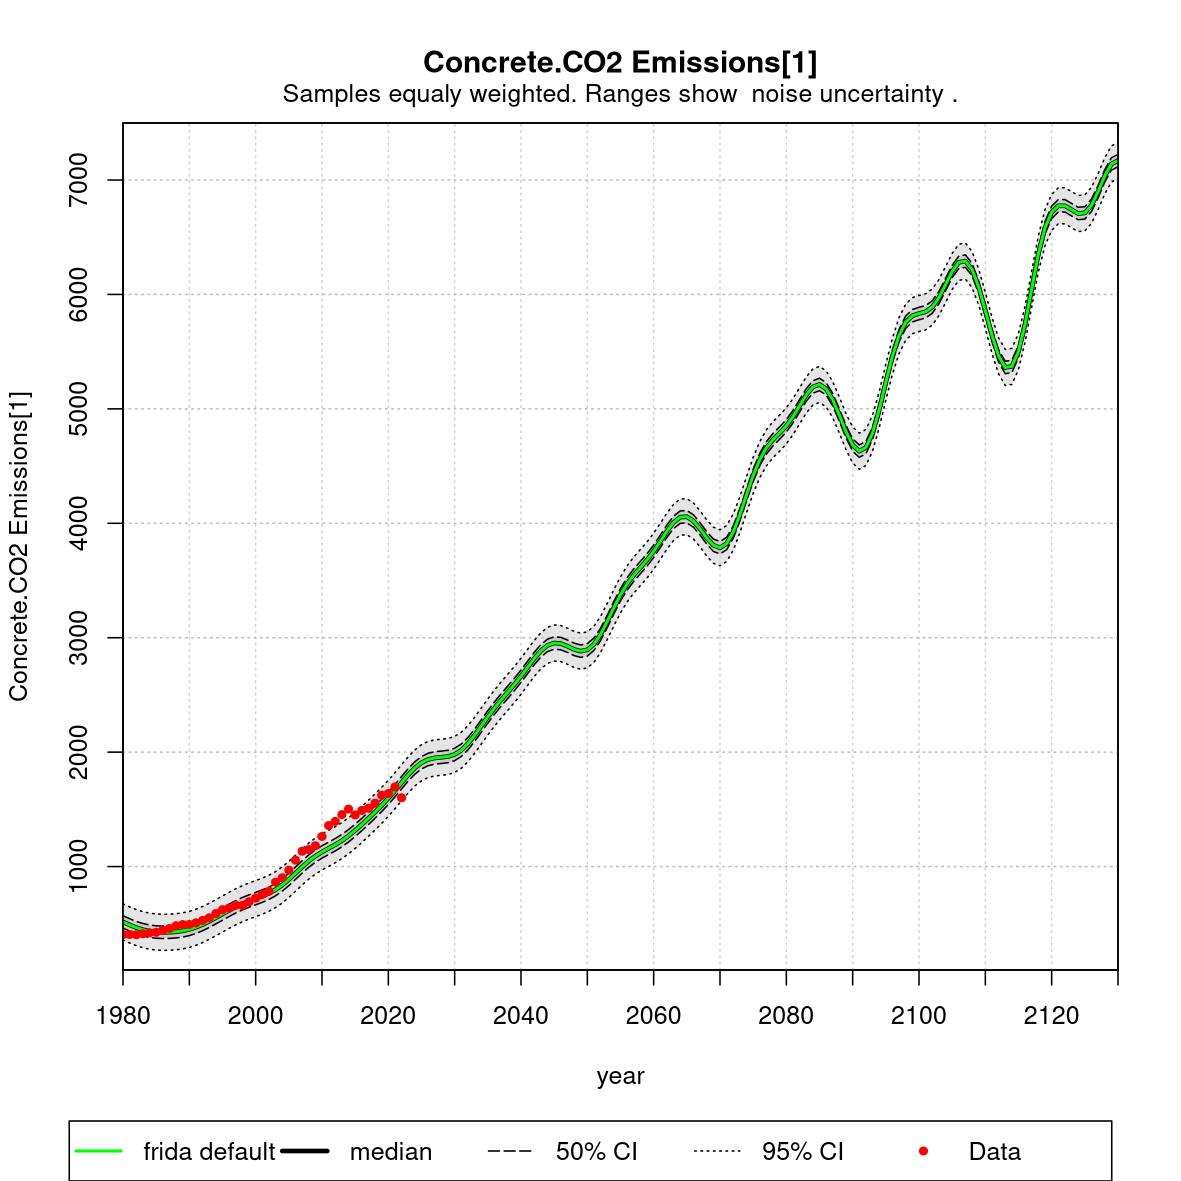 Concrete.CO2 Emissions[1]
Samples equaly weighted. Ranges show  noise uncertainty .
Concrete.CO2 Emissions[1]
7000
6000
5000
4000
3000
2000
1000
1980 2000 2020 2040 2060 2080 2100 2120
year
frida default median 50% CI 95% CI Data